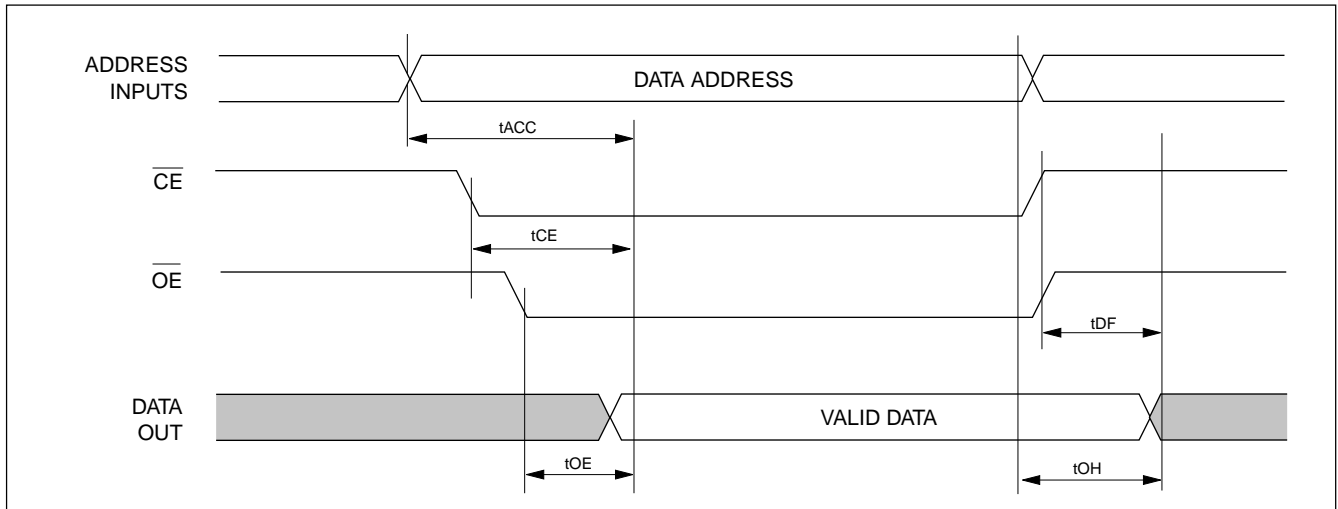 ADDRESS
INPUTS
DATA ADDRESS
tACC
CE
tCE
OE
tDF
DATA
OUT
VALID DATA
tOE
tOH